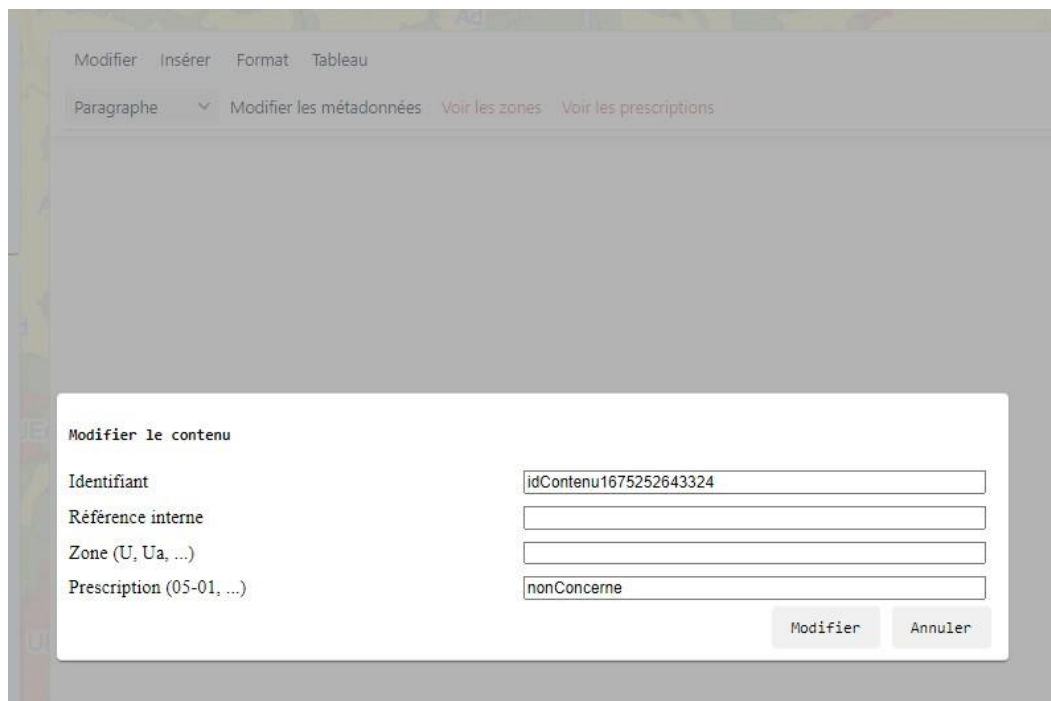 Ad
Modifier Insérer Format Tableau
Paragraphe Modifier les métadonnées Voir les zones Voir les prescriptions
Modifier le contenu
Identifiant idContenu1675252643324
Référence interne
Zone (U, Ua, ...)
Prescription (05-01, ...) nonConcerne
Modifier Annuler